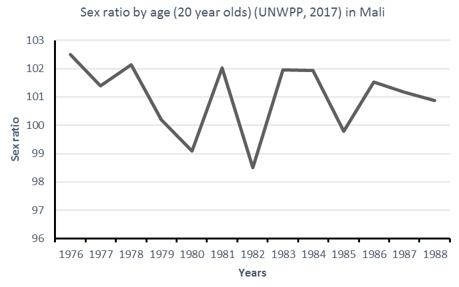 Sex ratio by age (20 year olds) (UNWPP, 2017) in Mali
103
102
101
100
99
98
97
96
Sex ratio
1976 1977 1978 1979 1980 1981 1982 1983 1984 1985 1986 1987 1988
Years